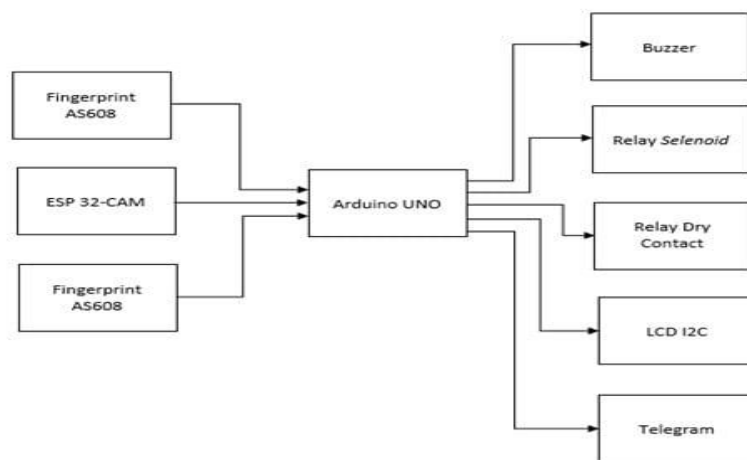 Fingerprint
AS608
ESP 32-CAM
Fingerprint
AS608
Arduino UNO
Buzzer
Relay Selenoid
Relay Dry
Contact
LCD I2C
Telegram